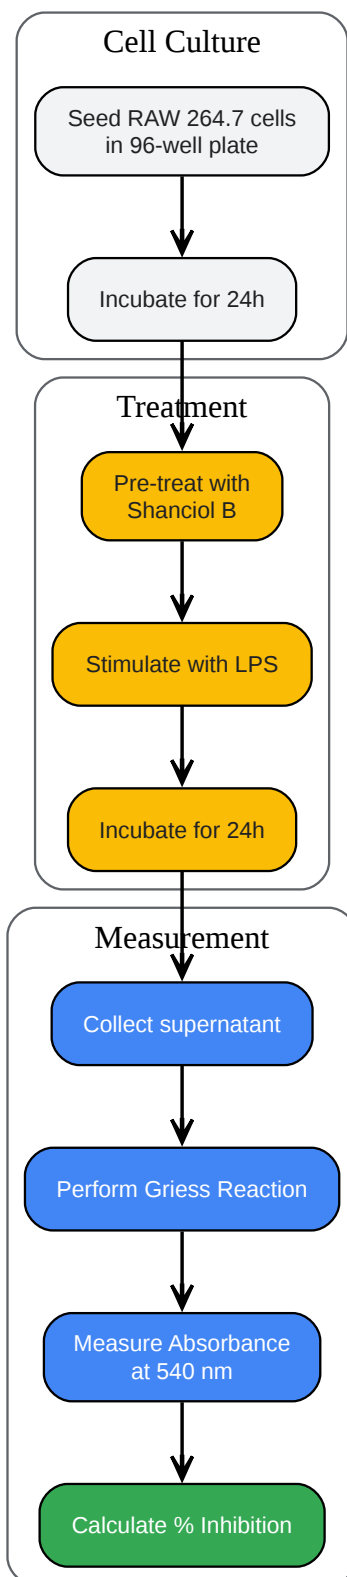 Cell Culture
Seed RAW 264.7 cells
in 96-well plate
Incubate for 24h
Treatment
Pre-treat with
Shanciol B
Stimulate with LPS
Incubate for 24h
Measurement
Collect supernatant
Perform Griess Reaction
Measure Absorbance
at 540 nm
Calculate % Inhibition